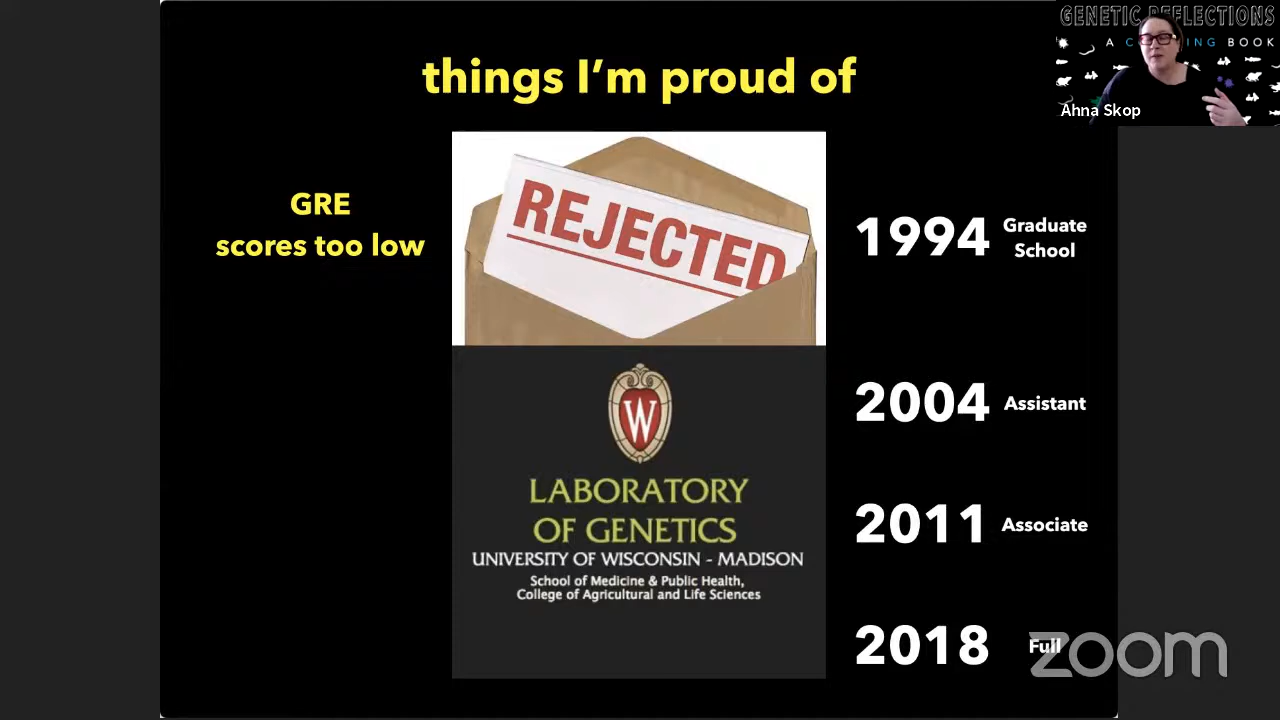 GENETIC REFLECTIONS
A COLORING BOOK
Ahna Skop
things I'm proud of
GRE
scores too low
REJECTED
1994 Graduate School
W
LABORATORY
OF GENETICS
UNIVERSITY OF WISCONSIN - MADISON
School of Medicine & Public Health,
College of Agricultural and Life Sciences
2004 Assistant
2011 Associate
2018 Full
zoom